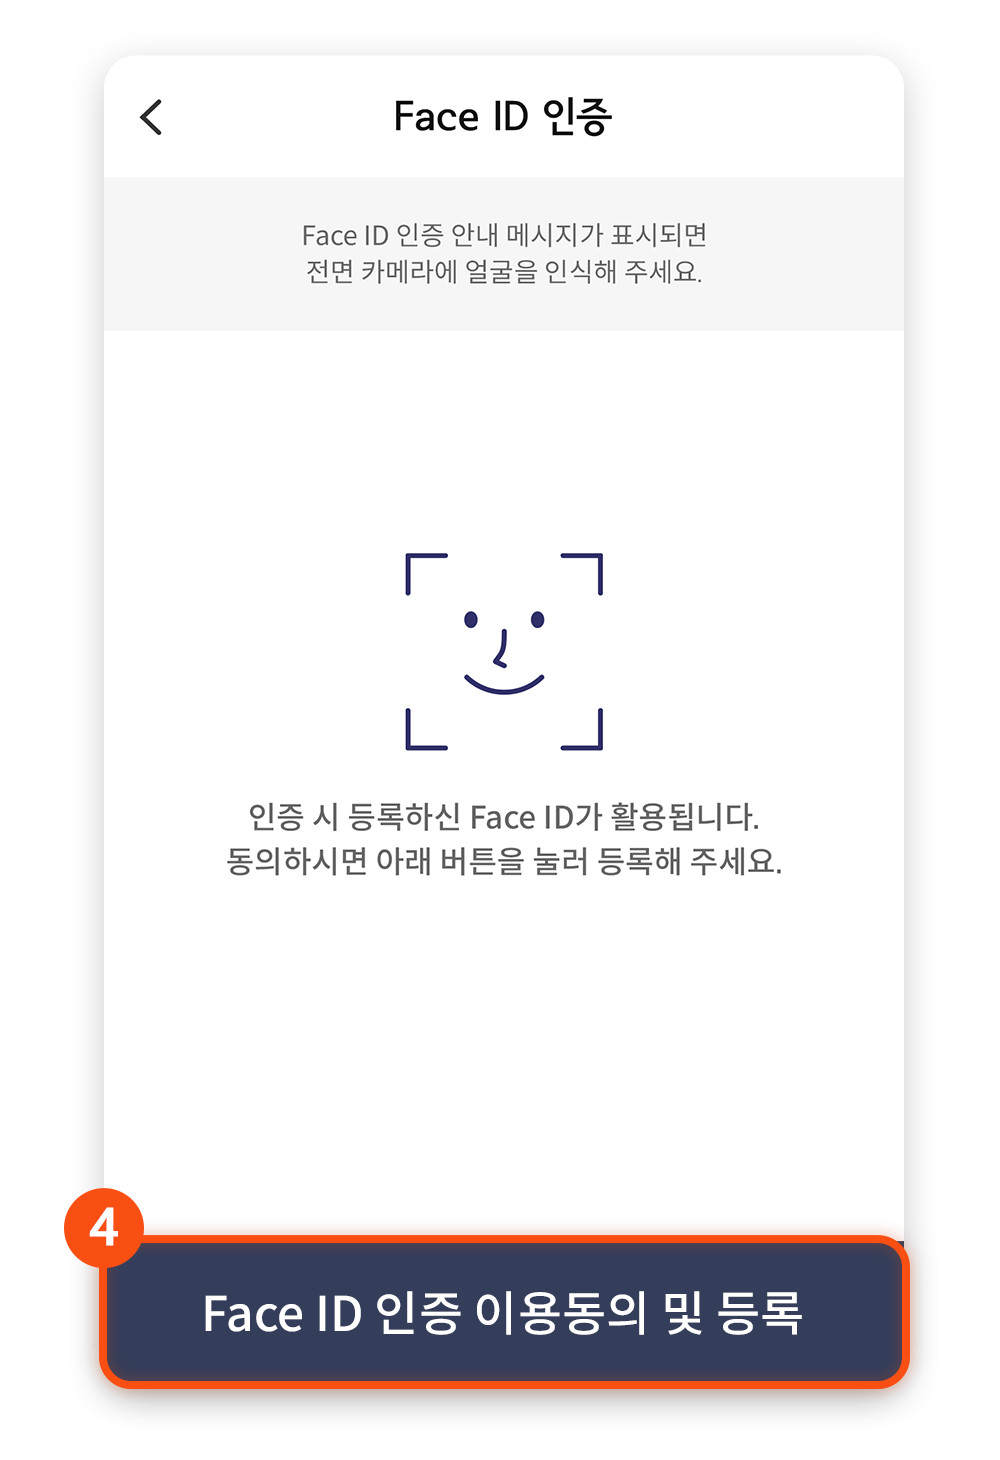 Face ID 인증
Face ID 인증 안내 메시지가 표시되면
전면 카메라에 얼굴을 인식해 주세요.
인증 시 등록하신 Face ID가 활용됩니다.
동의하시면 아래 버튼을 눌러 등록해 주세요.
4
Face ID 인증 이용동의 및 등록